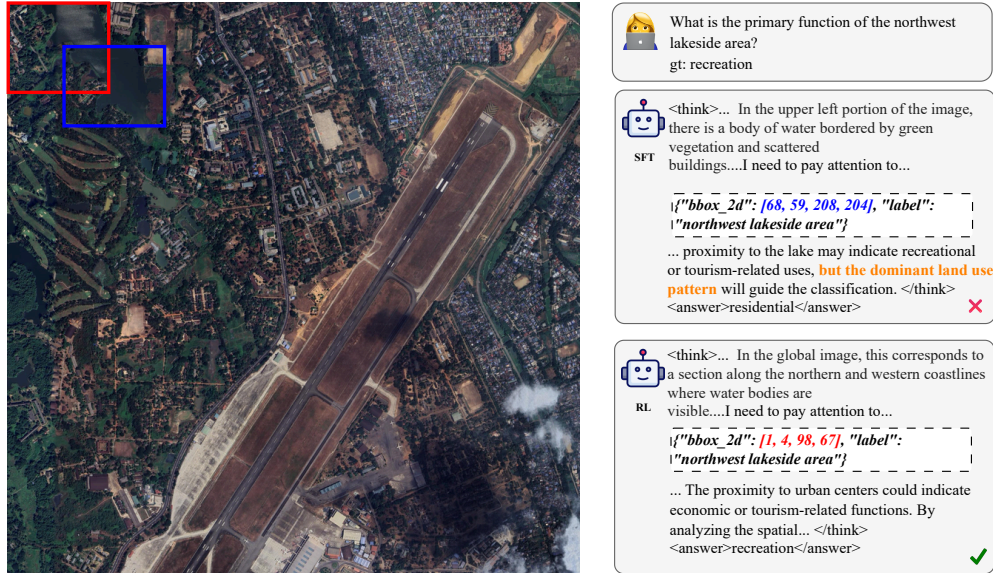 What is the primary function of the northwest
lakeside area?
gt: recreation
SFT
<think>... In the upper left portion of the image,
there is a body of water bordered by green
vegetation and scattered
buildings....I need to pay attention to...
{"bbox_2d": [68, 59, 208, 204], "label":
"northwest lakeside area"}
... proximity to the lake may indicate recreational
or tourism-related uses, but the dominant land use
pattern will guide the classification. </think>
<answer>residential</answer>
RL
<think>... In the global image, this corresponds to
a section along the northern and western coastlines
where water bodies are
visible....I need to pay attention to...
{"bbox_2d": [1, 4, 98, 67], "label":
"northwest lakeside area"}
... The proximity to urban centers could indicate
economic or tourism-related functions. By
analyzing the spatial... </think>
<answer>recreation</answer>